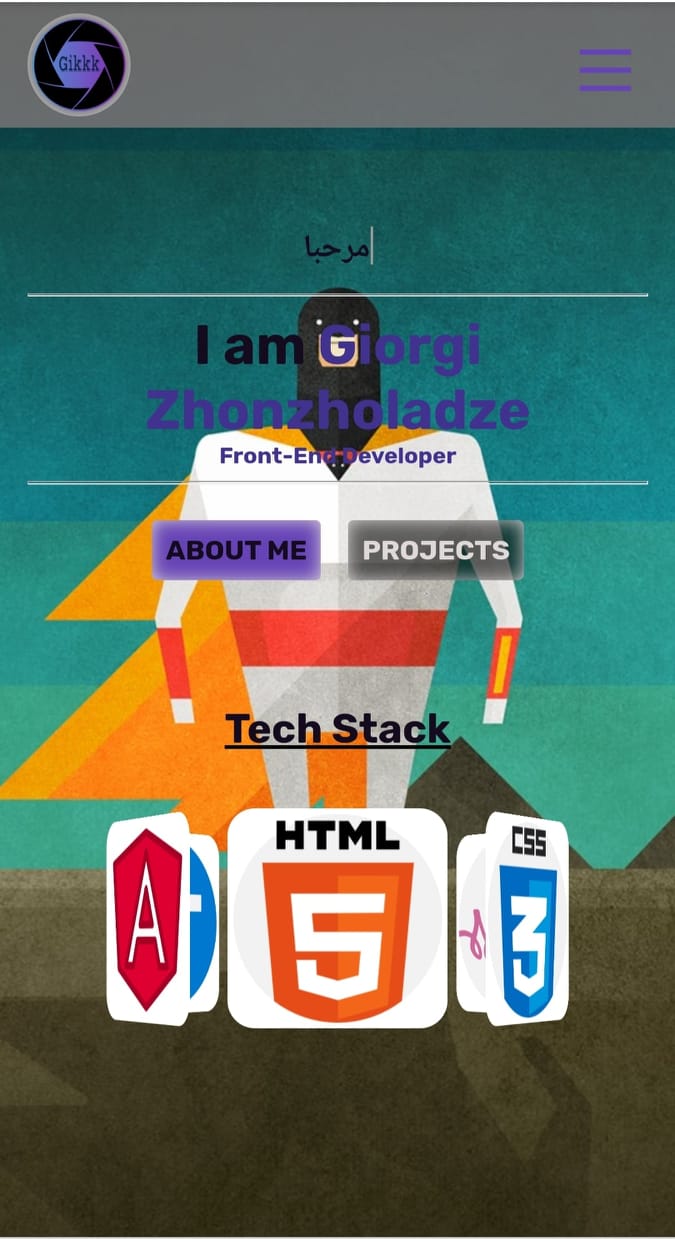 Gikkk
مرحبا
I am Giorgi
Zhonzholadze
Front-End Developer
ABOUT ME
PROJECTS
Tech Stack
A
HTML
5
CSS
3